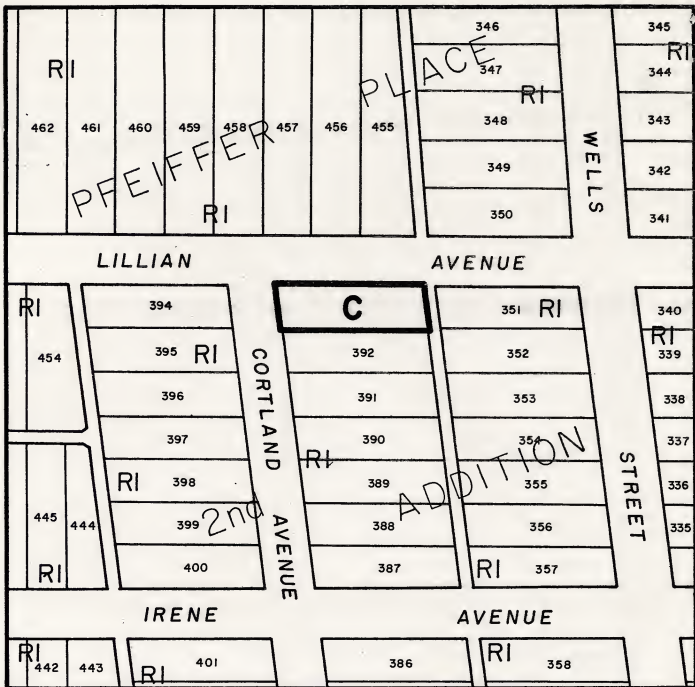 346 345
R1 R1
347 344
R1
462 461 460 459 458 457 456 455 348 343
PFEIFFER PLACE
349 342
R1
350 341
WELLS
LILLIAN AVENUE
R1 394 C 351 R1 340
R1
454 395 R1 392 352 339
396 391 353 338
CORTLAND
397 390 354 337
R1
R1 398 389 355 336
2nd ADDITION
445 444 399 388 356 335
STREET
R1 400 387 R1 357
AVENUE
IRENE AVENUE
R1 442 443 R1 401 386 R1 358